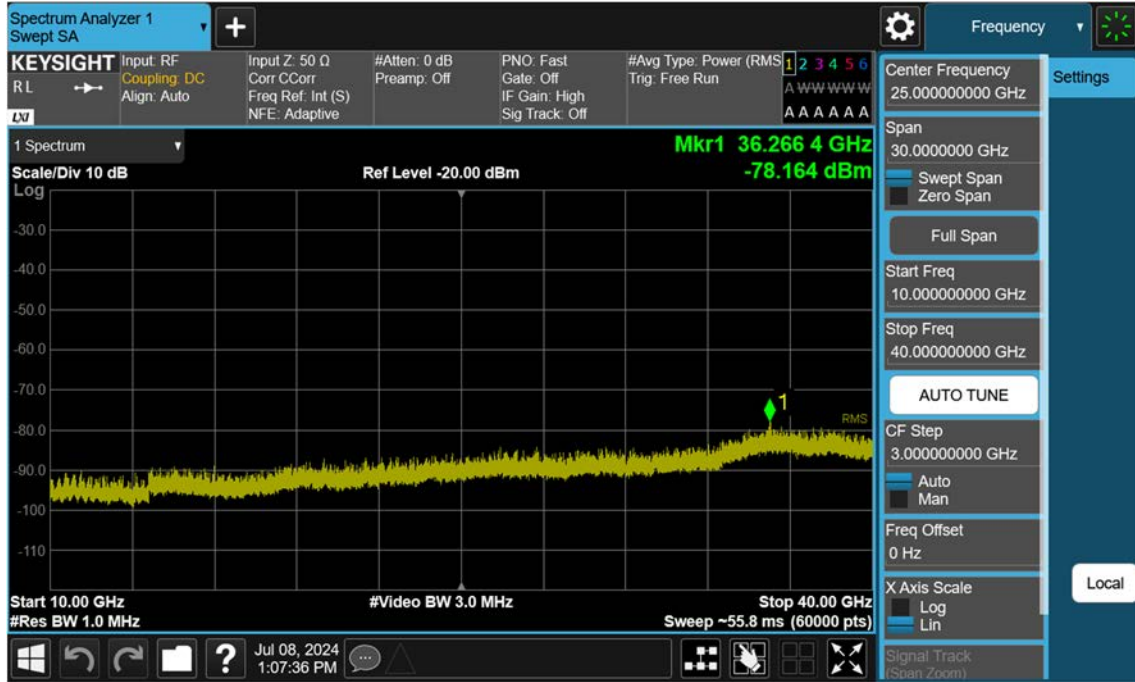 Spectrum Analyzer 1
Swept SA
+
Frequency
KEYSIGHT
R L
LXI
Input: RF
Coupling: DC
Align: Auto
Input Z: 50 Ω
Corr CCorr
Freq Ref: Int (S)
NFE: Adaptive
#Atten: 0 dB
Preamp: Off
PNO: Fast
Gate: Off
IF Gain: High
Sig Track: Off
#Avg Type: Power (RMS
Trig: Free Run
1 2 3 4 5 6
A W W W W W
A A A A A A
1 Spectrum
Scale/Div 10 dB
Log
Ref Level -20.00 dBm
Mkr1 36.266 4 GHz
-78.164 dBm
-30.0
-40.0
-50.0
-60.0
-70.0
-80.0
-90.0
-100
-110
1
RMS
Start 10.00 GHz
#Res BW 1.0 MHz
#Video BW 3.0 MHz
Stop 40.00 GHz
Sweep ~55.8 ms (60000 pts)
?
Jul 08, 2024
1:07:36 PM
Center Frequency
25.000000000 GHz
Span
30.0000000 GHz
Swept Span
Zero Span
Full Span
Start Freq
10.000000000 GHz
Stop Freq
40.000000000 GHz
AUTO TUNE
CF Step
3.000000000 GHz
Auto
Man
Freq Offset
0 Hz
X Axis Scale
Log
Lin
Signal Track
(Span Zoom)
Settings
Local